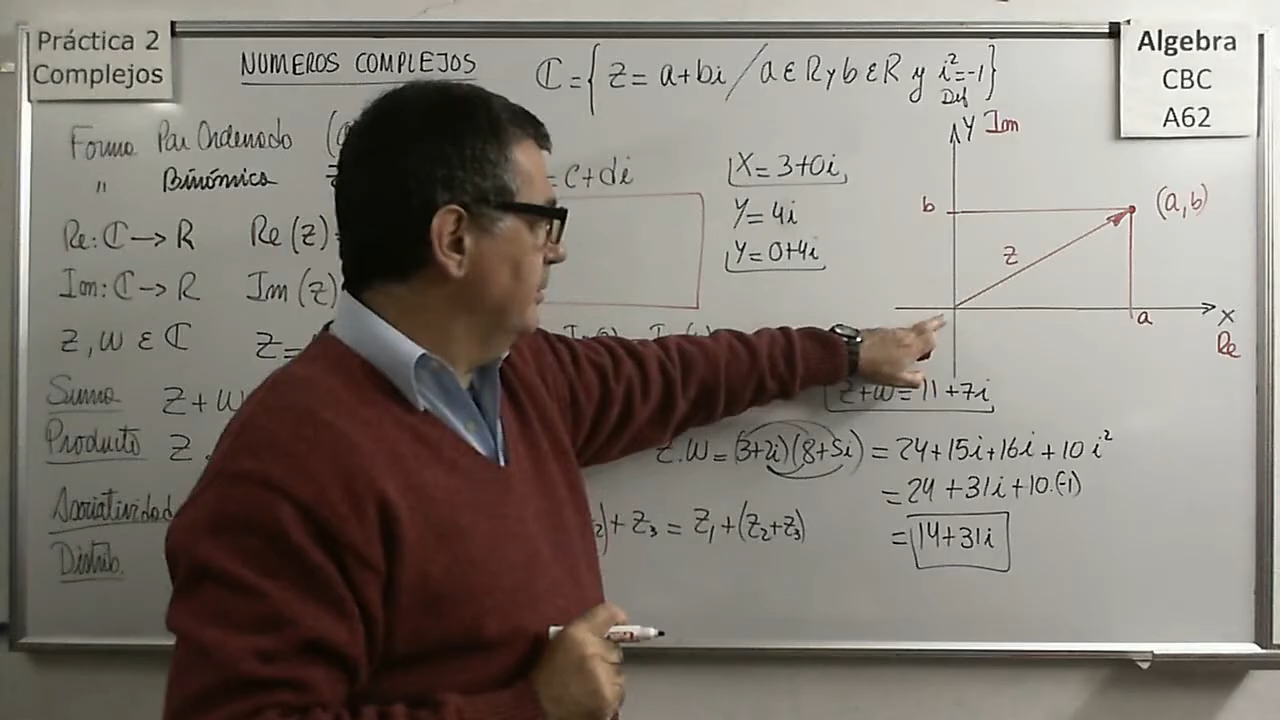 Práctica 2
Complejos
NUMEROS COMPLEJOS
ℂ = { z = a+bi / a ∈ R y b ∈ R y i² = -1 }
Def
Algebra
CBC
A62
Forma Par Ordenado (a
" Binómica
= c+di
Re: ℂ → R Re(z)=
Im: ℂ → R Im(z)
z, w ∈ ℂ z=
X = 3+0i
Y = 4i
Y = 0+4i
Y Im
b
(a,b)
z
a
X
Re
Suma z+w
z+w = 11+7i
Producto z.
z.w = (3+2i)(8+5i) = 24+15i+16i+10i²
= 24+31i+10.(-1)
= 14+31i
Asociatividad
)+z₃ = z₁+(z₂+z₃)
Distrib.